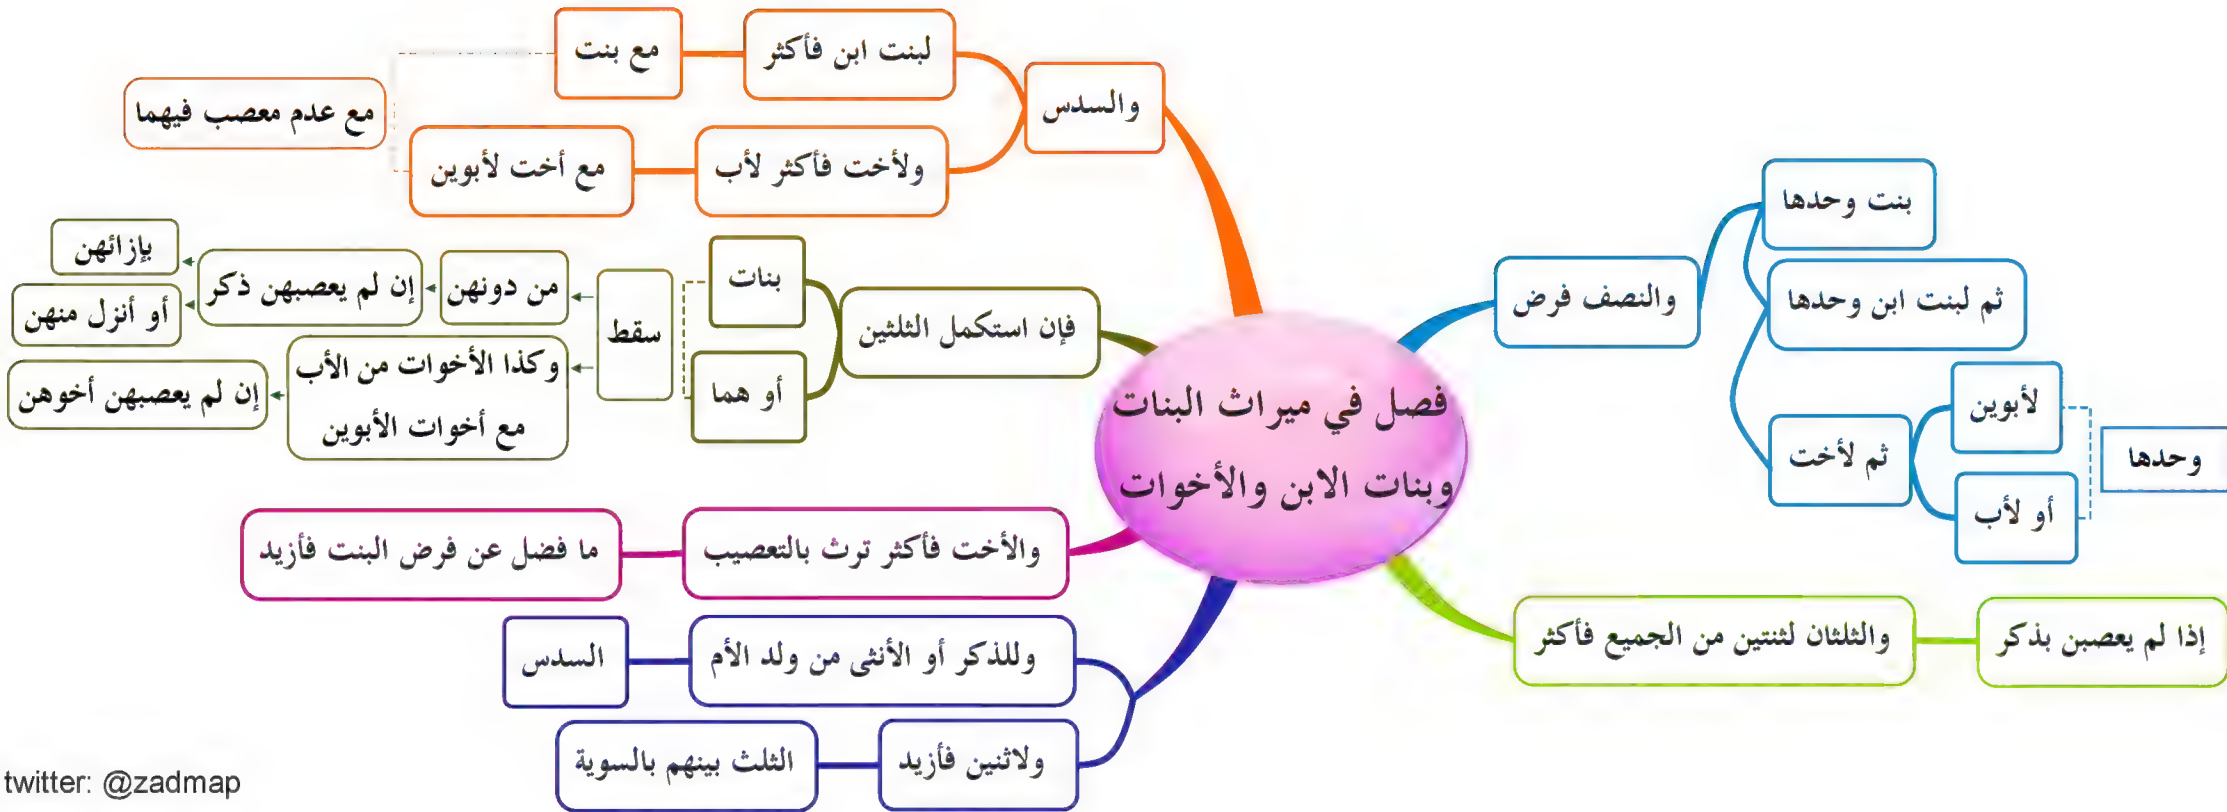 فصل في ميراث البنات
وبنات الابن والأخوات
والنصف فرض
بنت وحدها
ثم لبنت ابن وحدها
ثم لأخت
لأبوين
أو لأب
وحدها
والثلثان لثنتين من الجميع فأكثر
إذا لم يعصبن بذكر
والسدس
لبنت ابن فأكثر
مع بنت
ولأخت فأكثر لأب
مع أخت لأبوين
مع عدم معصب فيهما
فإن استكمل الثلثين
بنات
أو هما
سقط
من دونهن
إن لم يعصبهن ذكر
بإزائهن
أو أنزل منهن
وكذا الأخوات من الأب
مع أخوات الأبوين
إن لم يعصبهن أخوهن
والأخت فأكثر ترث بالتعصيب
ما فضل عن فرض البنت فأزيد
وللذكر أو الأنثى من ولد الأم
السدس
ولاثنين فأزيد
الثلث بينهم بالسوية
twitter: @zadmap